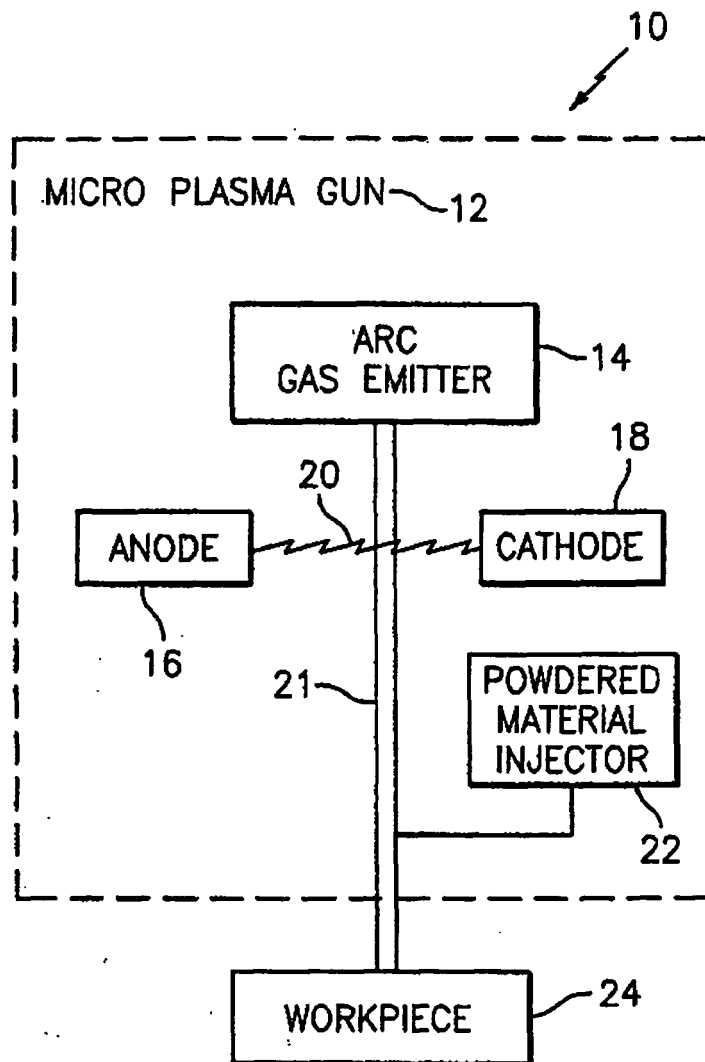 10
MICRO PLASMA GUN 12
ARC
GAS EMITTER
14
20
18
ANODE
CATHODE
16
21
POWDERED
MATERIAL
INJECTOR
22
WORKPIECE
24